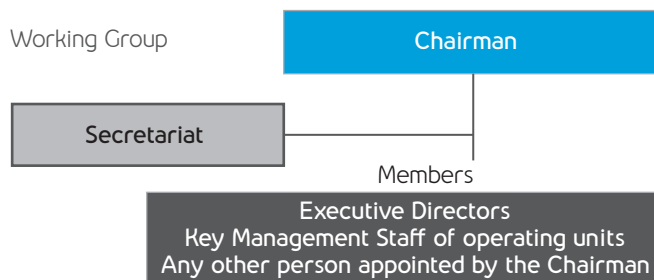 Working Group
Chairman
Secretariat
Members
Executive Directors
Key Management Staff of operating units
Any other person appointed by the Chairman